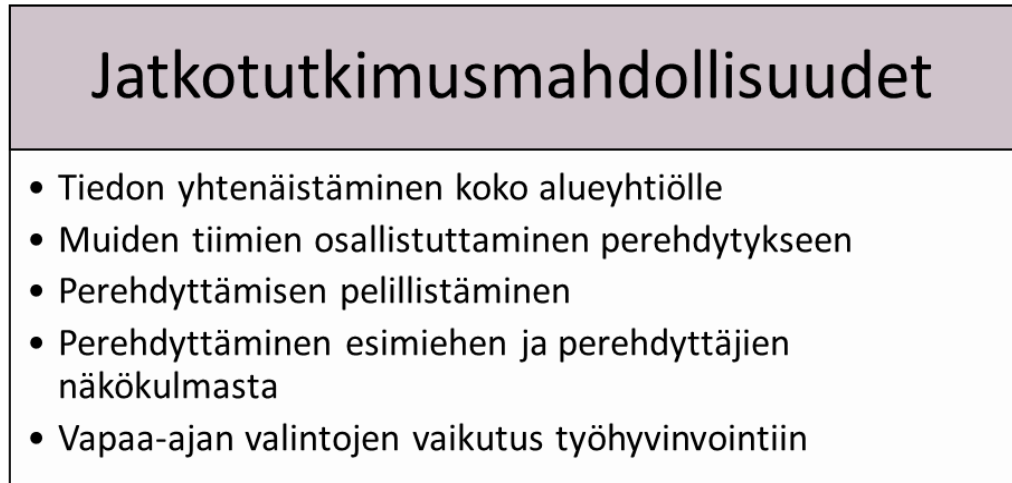 Jatkotutkimusmahdollisuudet
• Tiedon yhtenäistäminen koko alueyhtiölle
• Muiden tiimien osallistuttaminen perehdytykseen
• Perehdyttämisen pelillistäminen
• Perehdyttäminen esimiehen ja perehdyttäjien
näkökulmasta
• Vapaa-ajan valintojen vaikutus työhyvinvointiin